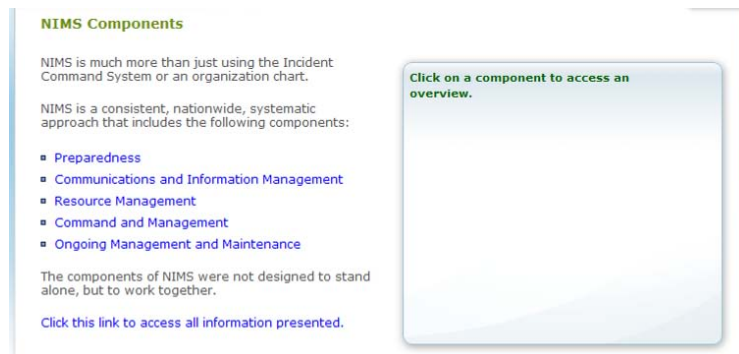 NIMS Components
NIMS is much more than just using the Incident
Command System or an organization chart.
NIMS is a consistent, nationwide, systematic
approach that includes the following components:
Preparedness
Communications and Information Management
Resource Management
Command and Management
Ongoing Management and Maintenance
The components of NIMS were not designed to stand
alone, but to work together.
Click this link to access all information presented.
Click on a component to access an
overview.